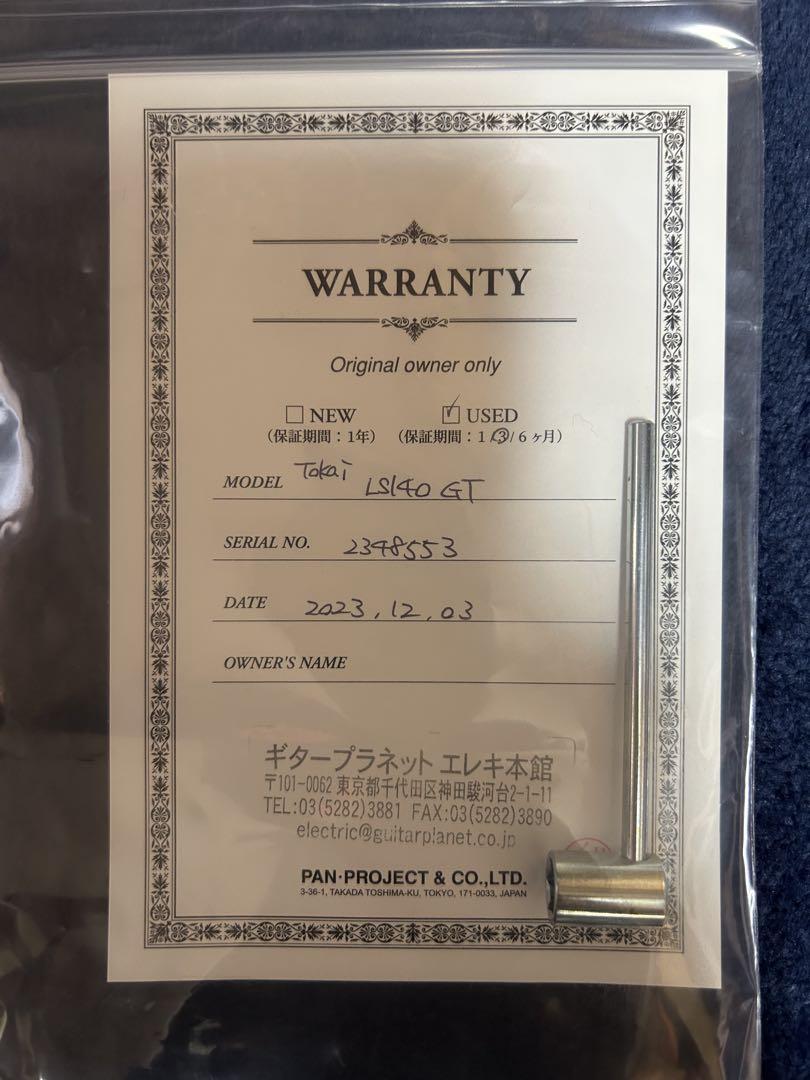 WARRANTY
Original owner only
☐ NEW ☑ USED
（保証期間：1年） （保証期間：1/3/6ヶ月）
MODEL Tokai LS140 GT
SERIAL NO. 2348553
DATE 2023.12.03
OWNER'S NAME
ギタープラネット エレキ本館
〒101-0062 東京都千代田区神田駿河台2-1-11
TEL:03(5282)3881 FAX:03(5282)3890
electric@guitarplanet.co.jp
PAN・PROJECT & CO.,LTD.
3-36-1, TAKADA TOSHIMA-KU, TOKYO, 171-0033, JAPAN